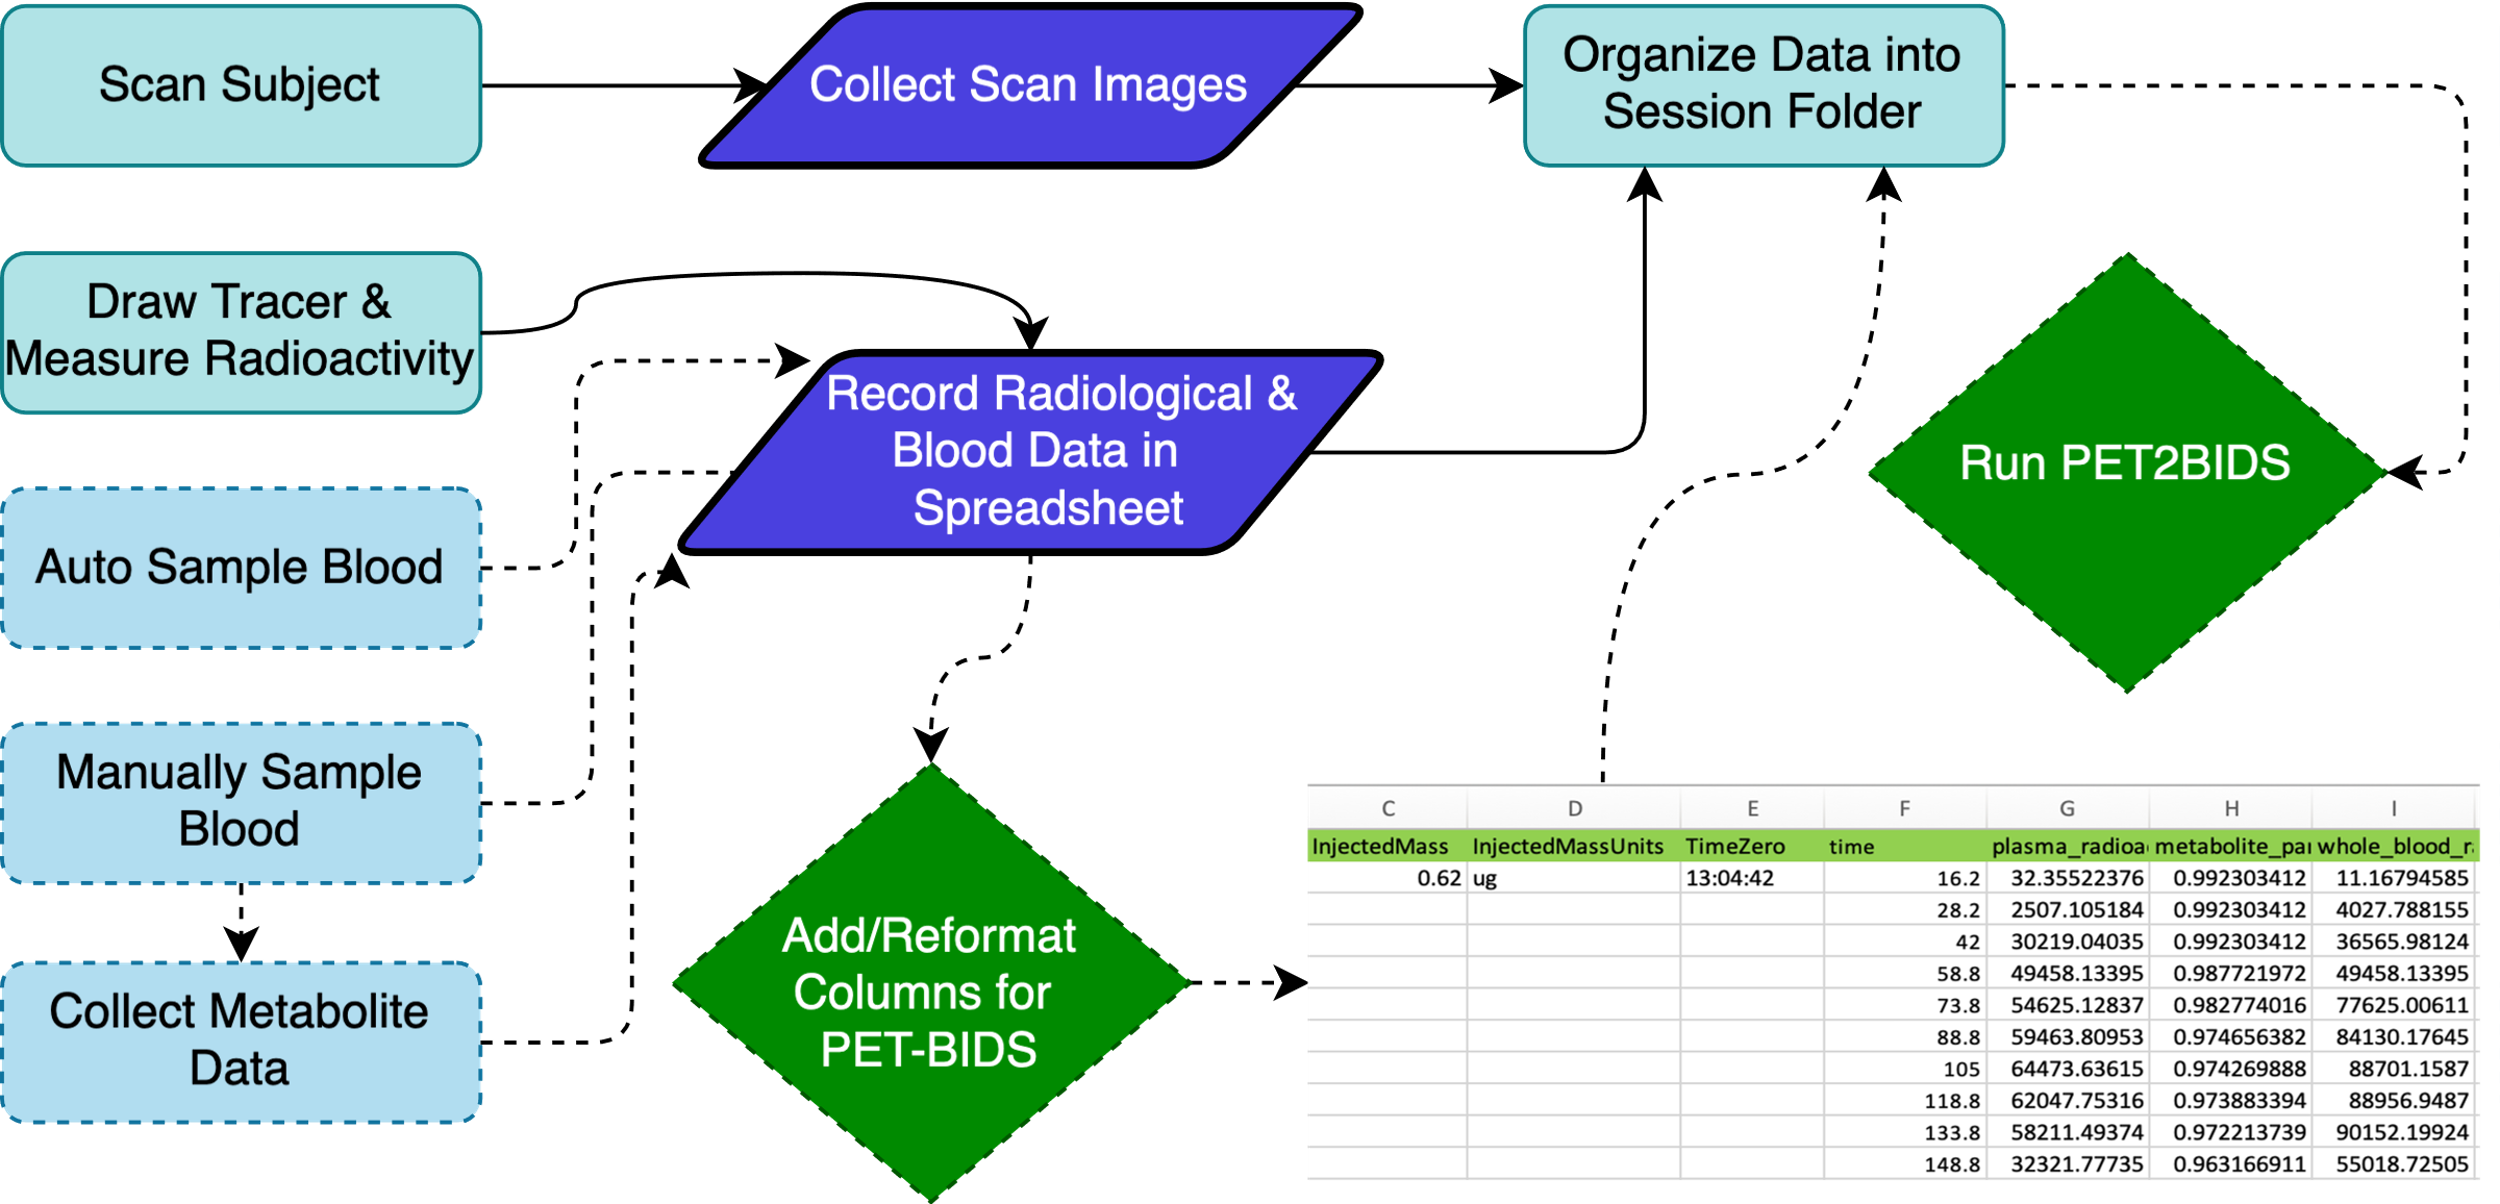 Scan Subject
Collect Scan Images
Organize Data into
Session Folder
Draw Tracer &
Measure Radioactivity
Record Radiological &
Blood Data in
Spreadsheet
Run PET2BIDS
Auto Sample Blood
Manually Sample
Blood
Collect Metabolite
Data
Add/Reformat
Columns for
PET-BIDS
C D E F G H I
InjectedMass InjectedMassUnits TimeZero time plasma_radioa metabolite_pa whole_blood_r
0.62 ug 13:04:42 16.2 32.35522376 0.992303412 11.16794585
28.2 2507.105184 0.992303412 4027.788155
42 30219.04035 0.992303412 36565.98124
58.8 49458.13395 0.987721972 49458.13395
73.8 54625.12837 0.982774016 77625.00611
88.8 59463.80953 0.974656382 84130.17645
105 64473.63615 0.974269888 88701.1587
118.8 62047.75316 0.973883394 88956.9487
133.8 58211.49374 0.972213739 90152.19924
148.8 32321.77735 0.963166911 55018.72505